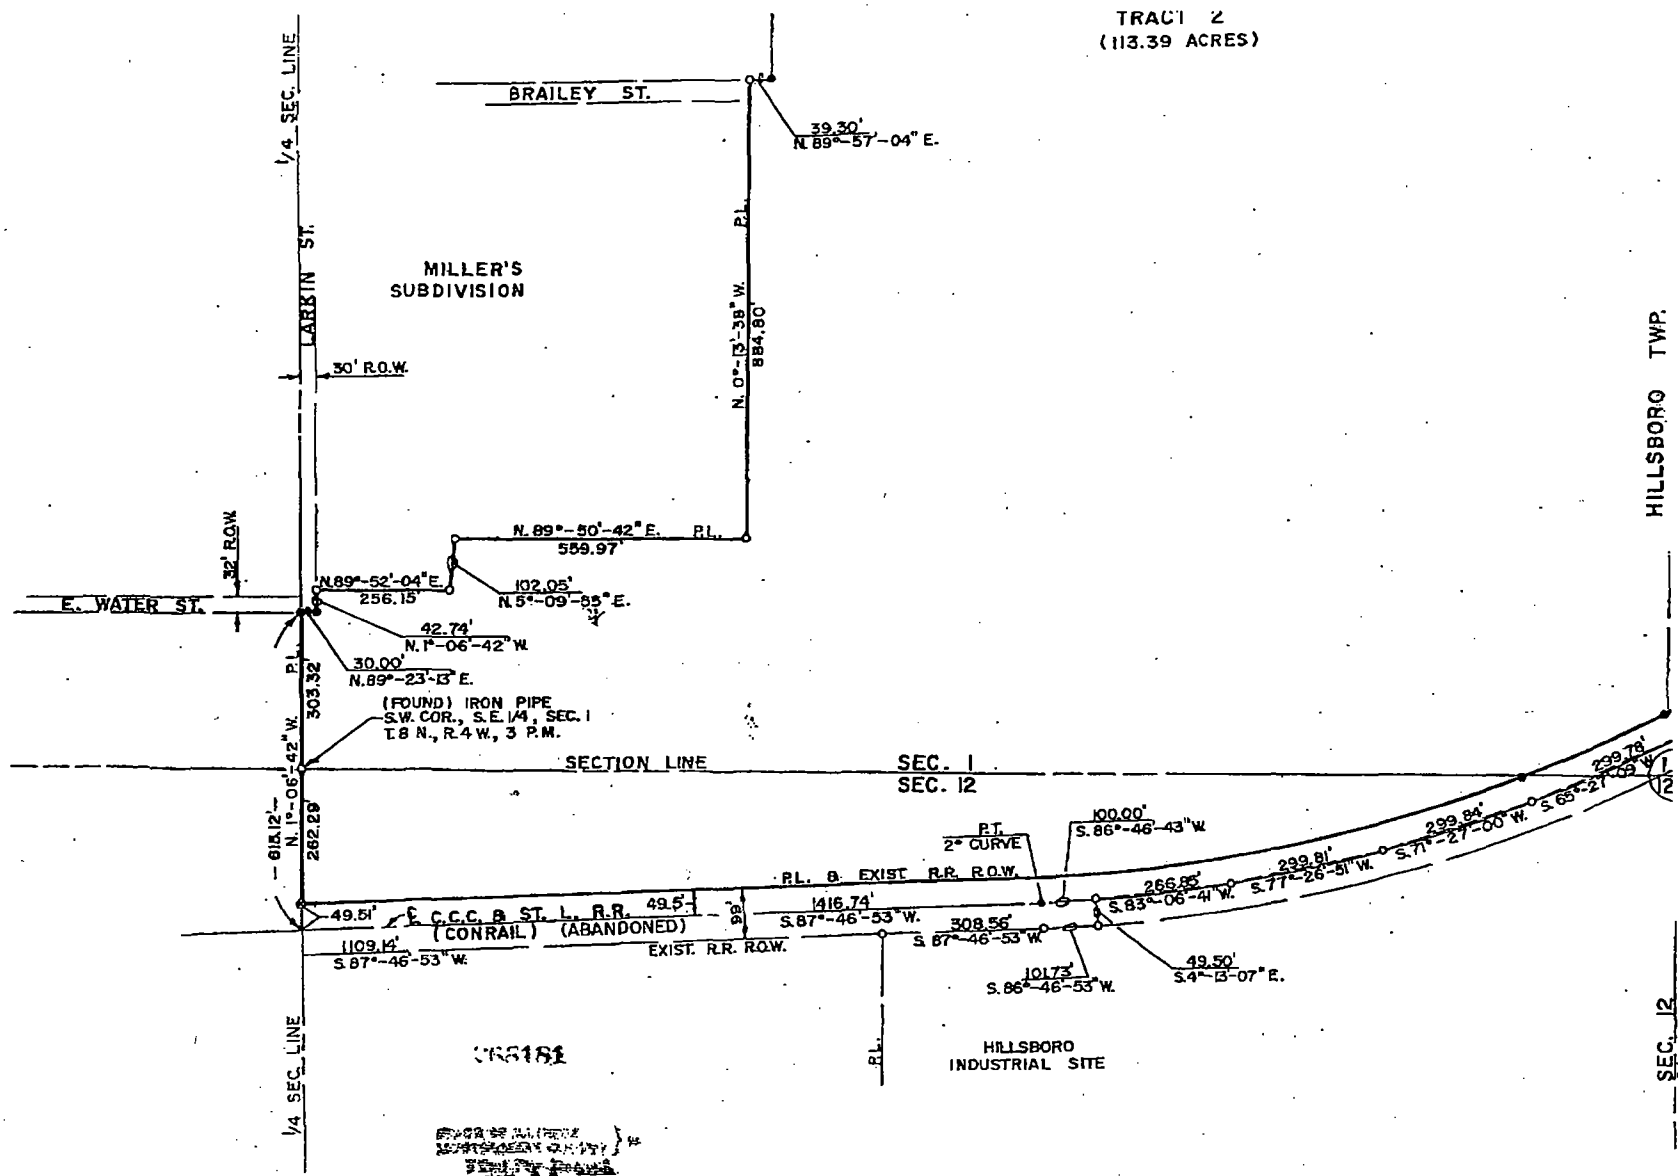 TRACT 2
(113.39 ACRES)
1/4 SEC. LINE
BRAILEY ST.
39.30'
N. 89°-57'-04" E.
LARKIN ST.
MILLER'S
SUBDIVISION
P.L.
N. 0°-13'-38" W.
884.80'
30' R.O.W.
HILLSBORO TWP.
32' R.O.W.
N. 89°-50'-42" E. P.L.
559.97'
N.89°-52'-04" E.
256.15'
102.05'
N. 5°-09'-55" E.
E. WATER ST.
42.74'
N. 1°-06'-42" W.
30.00'
N. 89°-23'-13" E.
P.L.
303.32'
(FOUND) IRON PIPE
S.W. COR., S.E. 1/4, SEC. 1
T. 8 N., R. 4 W., 3 P.M.
N. 1°-06'-42" W.
SECTION LINE
SEC. 1
SEC. 12
299.78'
S. 65°-27'-09" W.
1
12
615.12'
262.29'
100.00'
S. 86°-46'-43" W.
P.T.
2° CURVE
299.84'
S. 71°-27'-00" W.
299.81'
S. 77°-26'-51" W.
P.L. & EXIST. R.R. R.O.W.
266.85'
S. 83°-06'-41" W.
49.51'
C.C.C. & ST. L. R.R.
(CONRAIL) (ABANDONED)
49.5'
99'
1416.74'
S. 87°-46'-53" W.
308.56'
S. 87°-46'-53" W.
1109.14'
S. 87°-46'-53" W.
EXIST. R.R. R.O.W.
101.73'
S. 86°-46'-53" W.
49.50'
S. 4°-13'-07" E.
P.L.
HILLSBORO
INDUSTRIAL SITE
1/4 SEC. LINE
SEC. 12